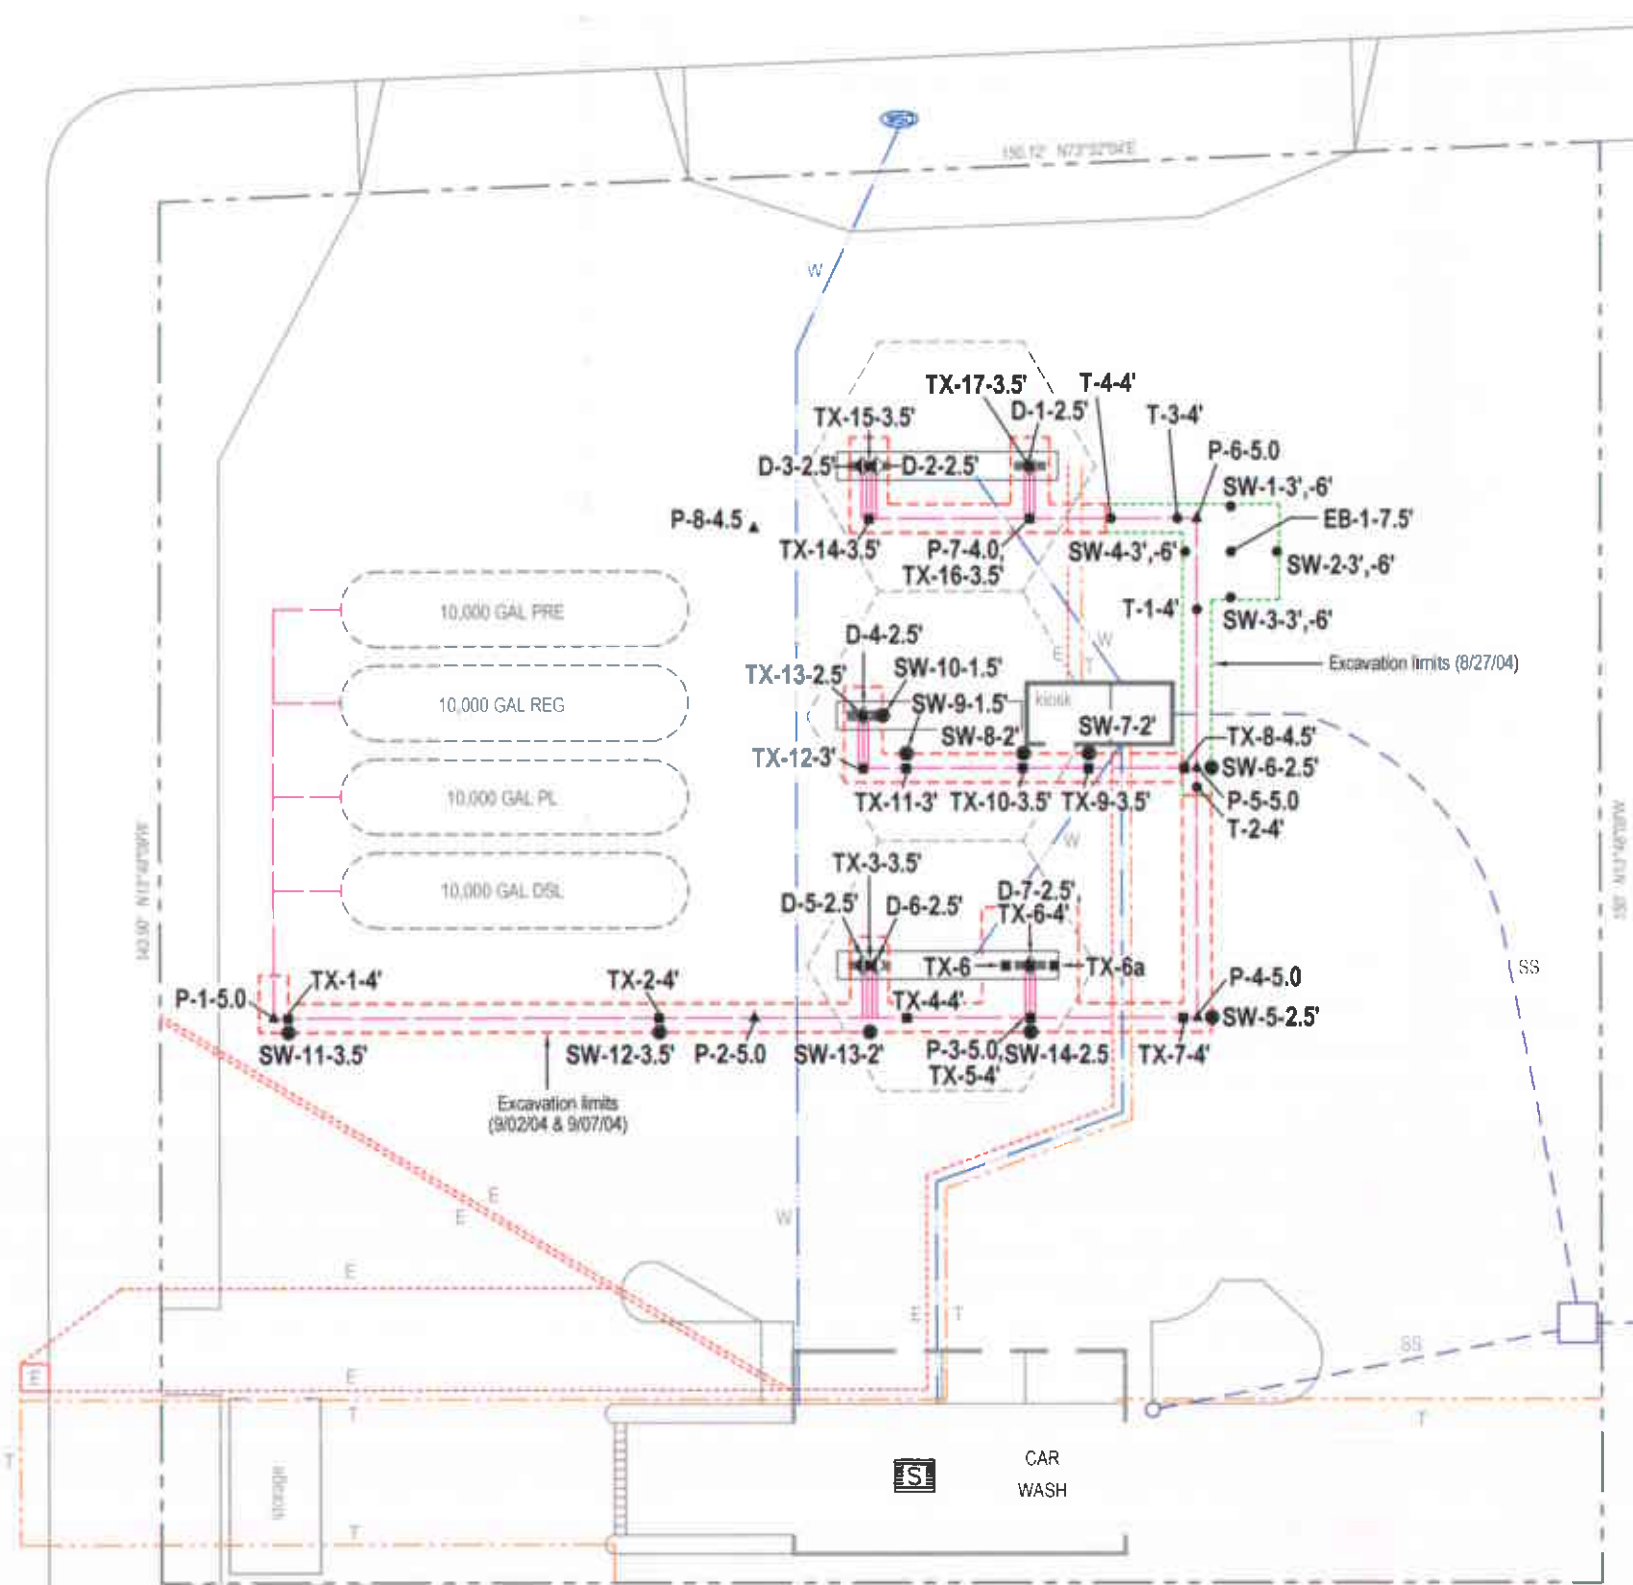 150.12' N73°52'04"E
W
TX-17-3.5'
T-4-4'
D-1-2.5'
TX-15-3.5'
T-3-4'
P-6-5.0
D-3-2.5'
D-2-2.5'
SW-1-3',-6'
P-8-4.5
EB-1-7.5'
TX-14-3.5'
P-7-4.0,
TX-16-3.5'
SW-4-3',-6'
SW-2-3',-6'
10,000 GAL PRE
T-1-4'
SW-3-3',-6'
D-4-2.5'
W
E
T
TX-13-2.5'
SW-10-1.5'
Excavation limits (8/27/04)
10,000 GAL REG
SW-9-1.5'
kiosk
SW-8-2'
SW-7-2'
TX-8-4.5'
TX-12-3'
SW-6-2.5'
10,000 GAL PL
TX-11-3'
TX-10-3.5'
TX-9-3.5'
P-5-5.0
T-2-4'
W
TX-3-3.5'
10,000 GAL DSL
D-5-2.5'
D-6-2.5'
D-7-2.5'
TX-6-4'
TX-6
TX-6a
SS
TX-1-4'
TX-2-4'
P-1-5.0
TX-4-4'
P-4-5.0
SW-5-2.5'
SW-11-3.5'
SW-12-3.5'
P-2-5.0
SW-13-2'
P-3-5.0,
TX-5-4'
SW-14-2.5
TX-7-4'
Excavation limits
(9/02/04 & 9/07/04)
E
E
W
E
E
T
SS
E
E
T
T
T
storage
T
S
CAR
WASH